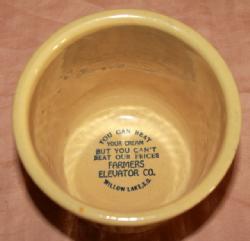 YOU CAN BEAT
YOUR CREAM
BUT YOU CAN'T
BEAT OUR PRICES
FARMERS
ELEVATOR CO.
WILLOW LAKE, S.D.